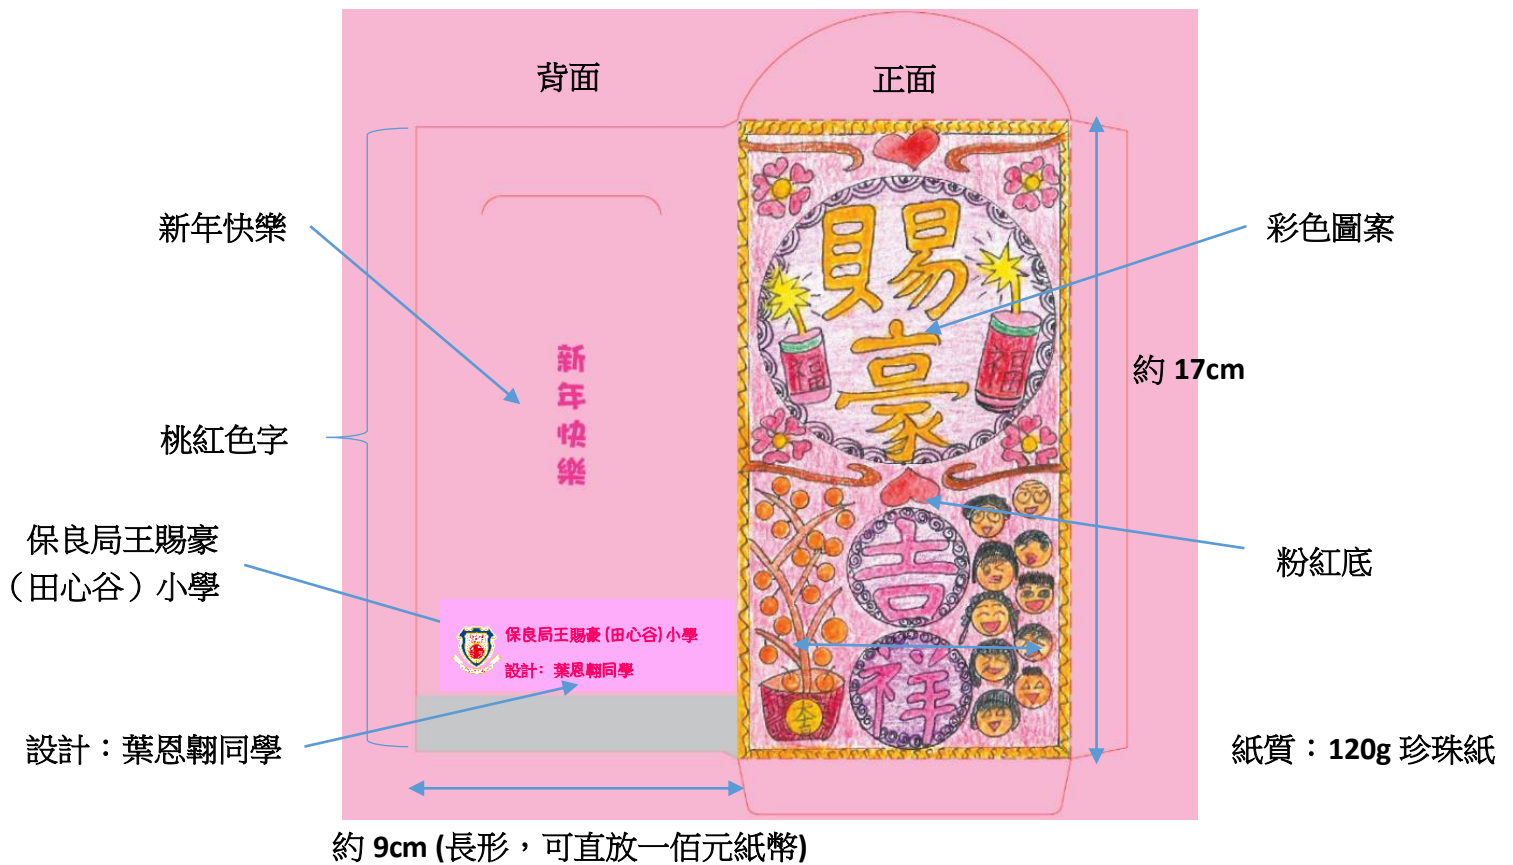 背面
正面
新年快樂
彩色圖案
賜
豪
福
福
約 17cm
新
年
快
樂
桃紅色字
保良局王賜豪
（田心谷）小學
吉
祥
粉紅底
保良局王賜豪(田心谷)小學
設計：葉恩翺同學
設計：葉恩翺同學
紙質：120g 珍珠紙
約 9cm (長形，可直放一佰元紙幣)